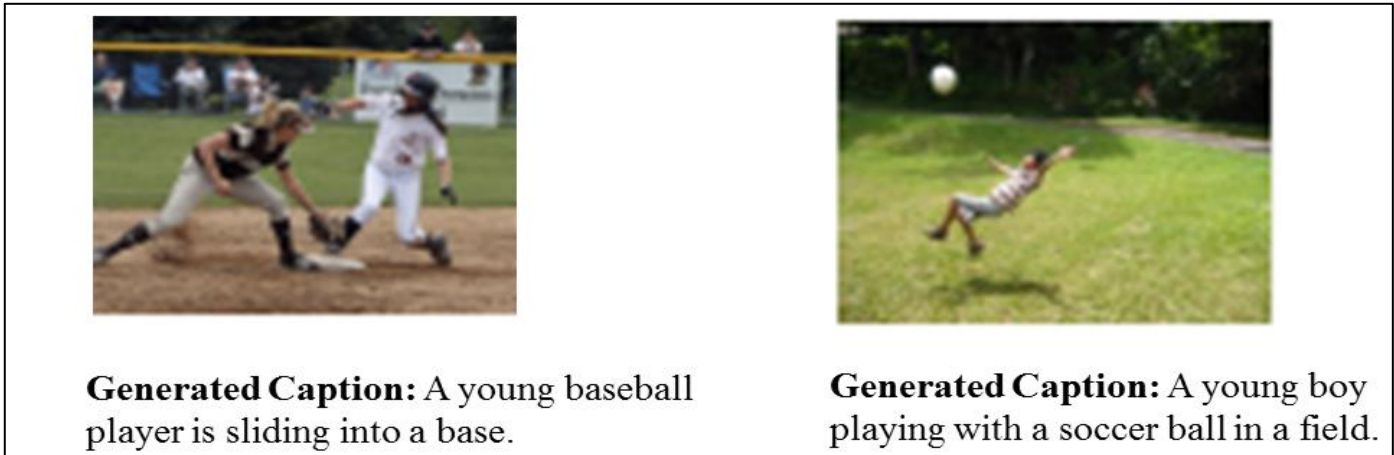 Generated Caption: A young baseball
player is sliding into a base.
Generated Caption: A young boy
playing with a soccer ball in a field.